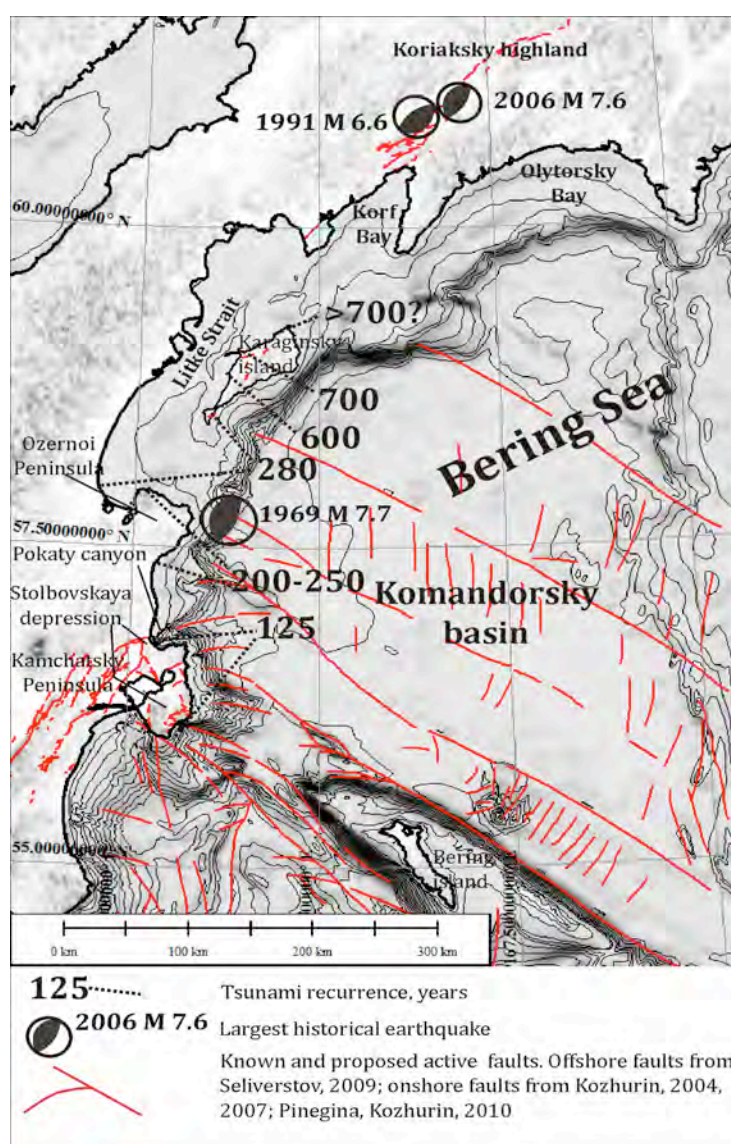 Koriaksky highland
2006 M 7.6
1991 M 6.6
Olytorsky
Bay
Korf
Bay
60.00000000° N
>700?
Litke Strait
Karaginsky
island
700
600
Bering Sea
280
Ozernoi
Peninsula
1969 M 7.7
57.50000000° N
Pokaty canyon
200-250
Komandorsky
basin
Stolbovskaya
depression
125
Kamchatsky
Peninsula
55.00000000° N
Bering
island
0 km
100 km
200 km
300 km
125
Tsunami recurrence, years
2006 M 7.6
Largest historical earthquake
Known and proposed active faults. Offshore faults from
Seliverstov, 2009; onshore faults from Kozhurin, 2004,
2007; Pinegina, Kozhurin, 2010